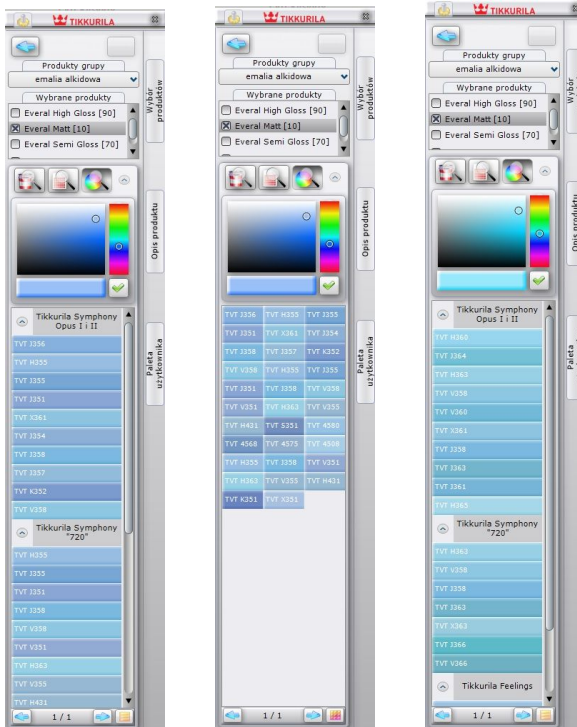 TIKKURILA
Produkty grupy
emalia alkidowa
Wybrane produkty
Everal High Gloss [90]
Everal Matt [10]
Everal Semi Gloss [70]
Wybór produktów
Opis produktu
Paleta użytkownika
Tikkurila Symphony
Opus I i II
TVT J356
TVT H355
TVT J355
TVT J351
TVT X361
TVT J354
TVT J358
TVT J357
TVT K352
TVT V358
Tikkurila Symphony
"720"
TVT H355
TVT J355
TVT J351
TVT J358
TVT V358
TVT V351
TVT H363
TVT V355
TVT H431
1 / 1
TIKKURILA
Produkty grupy
emalia alkidowa
Wybrane produkty
Everal High Gloss [90]
Everal Matt [10]
Everal Semi Gloss [70]
Wybór produktów
Opis produktu
Paleta użytkownika
TVT J356 TVT H355 TVT J355
TVT J351 TVT X361 TVT J354
TVT J358 TVT J357 TVT K352
TVT V358 TVT H355 TVT J355
TVT J351 TVT J358 TVT V358
TVT V351 TVT H363 TVT V355
TVT H431 TVT S351 TVT 4580
TVT 4568 TVT 4575 TVT
TVT H355 TVT J358 TVT V351
TVT H363 TVT V355 TVT H431
TVT K351 TVT X351
1 / 1
TIKKURILA
Produkty grupy
emalia alkidowa
Wybrane produkty
Everal High Gloss [90]
Everal Matt [10]
Everal Semi Gloss [70]
Wybór
Opis produktu
Paleta
Tikkurila Symphony
Opus I i II
TVT H360
TVT J364
TVT H363
TVT V358
TVT V360
TVT X361
TVT J358
TVT J363
TVT J361
TVT H365
Tikkurila Symphony
"720"
TVT H363
TVT V358
TVT J358
TVT J363
TVT X363
TVT J366
TVT V366
Tikkurila Feelings
1 / 1